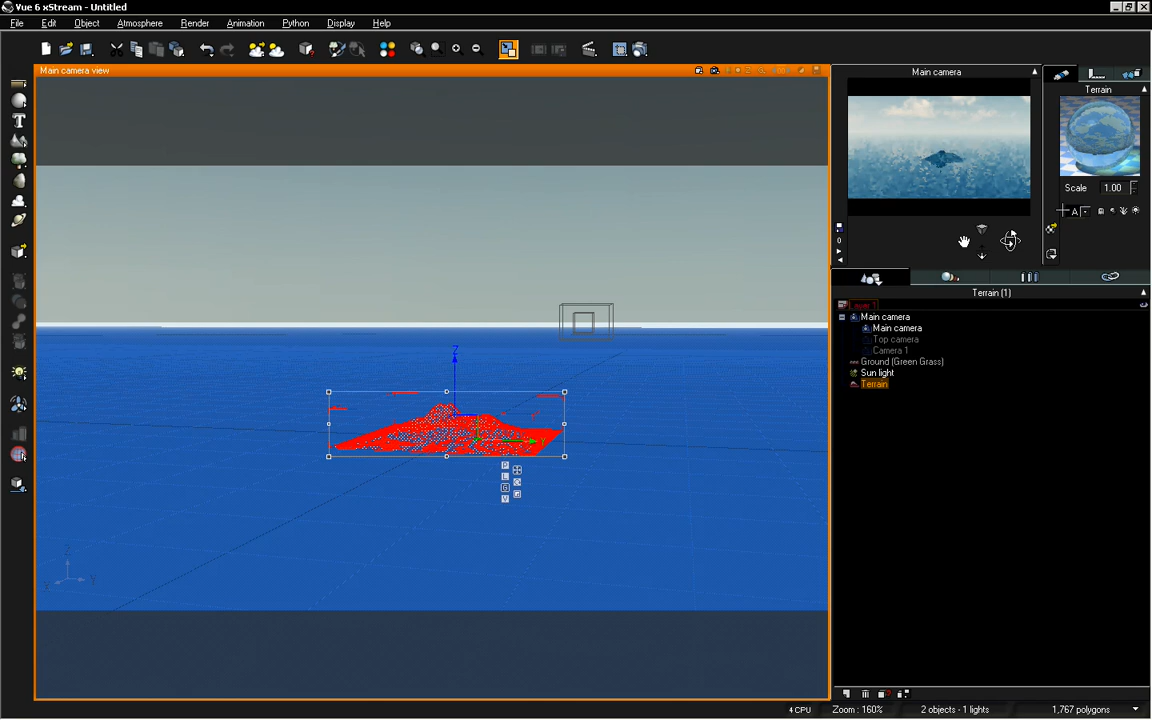 Vue 6 xStream - Untitled
File Edit Object Atmosphere Render Animation Python Display Help
Main camera view
Main camera
Terrain
Scale 1.00
A
0
Terrain (1)
Main camera
Main camera
Top camera
Camera 1
Ground (Green Grass)
Sun light
Terrain
Z
Y
P
L
V
4 CPU Zoom : 160% 2 objects - 1 lights 1,767 polygons